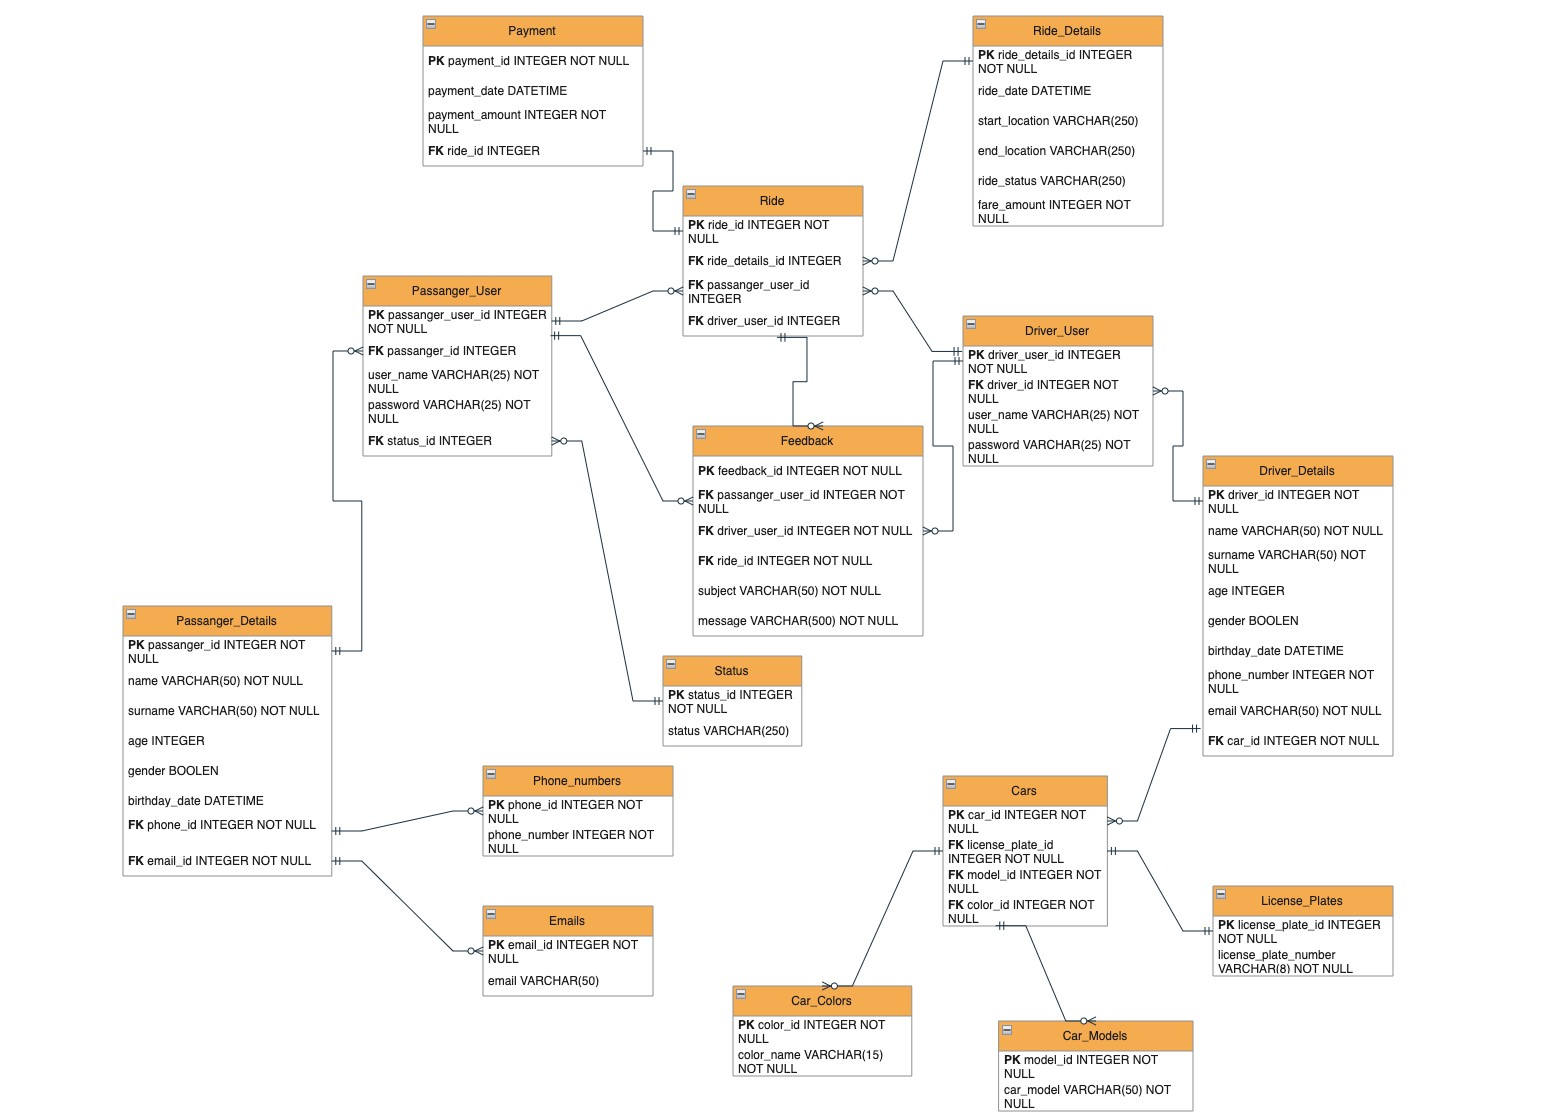 Payment
PK payment_id INTEGER NOT NULL
payment_date DATETIME
payment_amount INTEGER NOT
NULL
FK ride_id INTEGER
Ride_Details
PK ride_details_id INTEGER
NOT NULL
ride_date DATETIME
start_location VARCHAR(250)
end_location VARCHAR(250)
ride_status VARCHAR(250)
fare_amount INTEGER NOT
NULL
Ride
PK ride_id INTEGER NOT
NULL
FK ride_details_id INTEGER
FK passanger_user_id
INTEGER
FK driver_user_id INTEGER
Passanger_User
PK passanger_user_id INTEGER
NOT NULL
FK passanger_id INTEGER
user_name VARCHAR(25) NOT
NULL
password VARCHAR(25) NOT
NULL
FK status_id INTEGER
Driver_User
PK driver_user_id INTEGER
NOT NULL
FK driver_id INTEGER NOT
NULL
user_name VARCHAR(25) NOT
NULL
password VARCHAR(25) NOT
NULL
Feedback
PK feedback_id INTEGER NOT NULL
FK passanger_user_id INTEGER NOT
NULL
FK driver_user_id INTEGER NOT NULL
FK ride_id INTEGER NOT NULL
subject VARCHAR(50) NOT NULL
message VARCHAR(500) NOT NULL
Driver_Details
PK driver_id INTEGER NOT
NULL
name VARCHAR(50) NOT NULL
surname VARCHAR(50) NOT
NULL
age INTEGER
gender BOOLEN
birthday_date DATETIME
phone_number INTEGER NOT
NULL
email VARCHAR(50) NOT NULL
FK car_id INTEGER NOT NULL
Passanger_Details
PK passanger_id INTEGER NOT
NULL
name VARCHAR(50) NOT NULL
surname VARCHAR(50) NOT NULL
age INTEGER
gender BOOLEN
birthday_date DATETIME
FK phone_id INTEGER NOT NULL
FK email_id INTEGER NOT NULL
Status
PK status_id INTEGER
NOT NULL
status VARCHAR(250)
Phone_numbers
PK phone_id INTEGER NOT
NULL
phone_number INTEGER NOT
NULL
Cars
PK car_id INTEGER NOT
NULL
FK license_plate_id
INTEGER NOT NULL
FK model_id INTEGER NOT
NULL
FK color_id INTEGER NOT
NULL
Emails
PK email_id INTEGER NOT
NULL
email VARCHAR(50)
License_Plates
PK license_plate_id INTEGER
NOT NULL
license_plate_number
VARCHAR(8) NOT NULL
Car_Colors
PK color_id INTEGER NOT
NULL
color_name VARCHAR(15)
NOT NULL
Car_Models
PK model_id INTEGER NOT
NULL
car_model VARCHAR(50) NOT
NULL